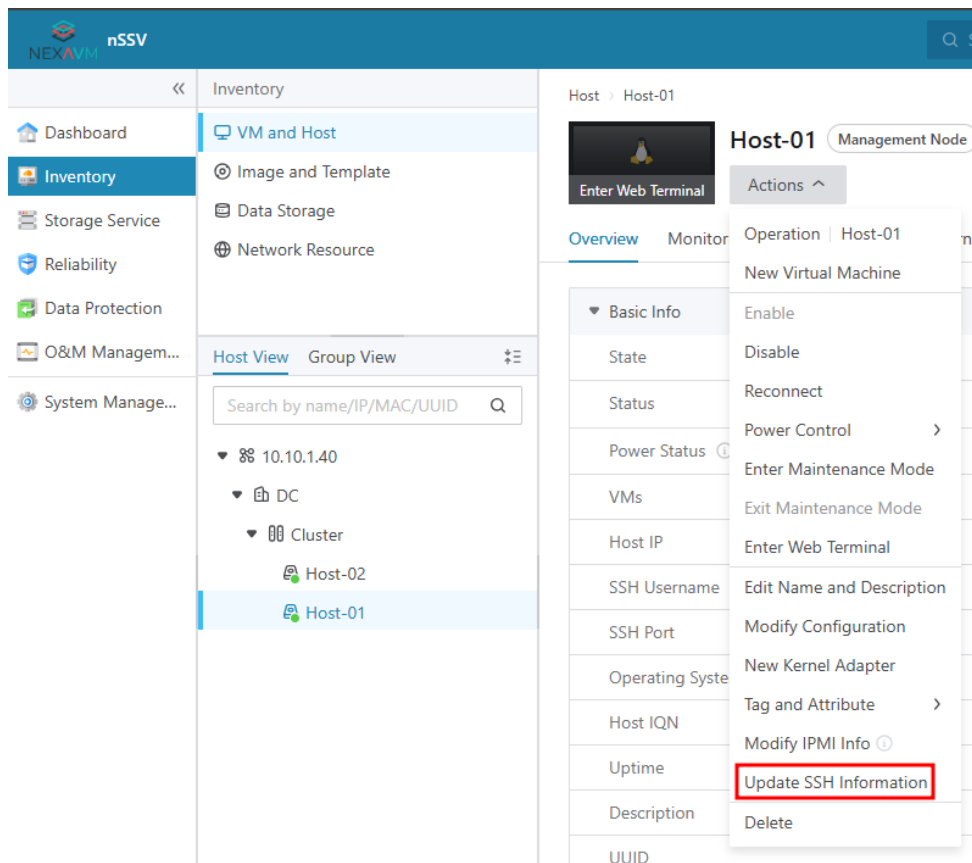 NEXAVM
nSSV
Inventory
Dashboard
Inventory
Storage Service
Reliability
Data Protection
O&M Managem...
System Manage...
VM and Host
Image and Template
Data Storage
Network Resource
Host View Group View
Search by name/IP/MAC/UUID
10.10.1.40
DC
Cluster
Host-02
Host-01
Host > Host-01
Enter Web Terminal
Host-01 Management Node
Actions
Overview Monitor
Basic Info
State
Status
Power Status
VMs
Host IP
SSH Username
SSH Port
Operating Syste
Host IQN
Uptime
Description
UUID
Operation | Host-01
New Virtual Machine
Enable
Disable
Reconnect
Power Control >
Enter Maintenance Mode
Exit Maintenance Mode
Enter Web Terminal
Edit Name and Description
Modify Configuration
New Kernel Adapter
Tag and Attribute >
Modify IPMI Info
Update SSH Information
Delete